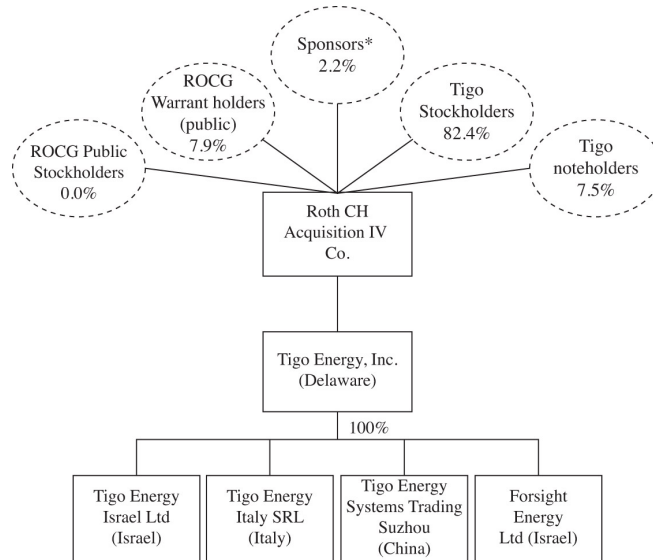 Sponsors*
2.2%
ROCG
Warrant holders
(public)
7.9%
Tigo
Stockholders
82.4%
ROCG Public
Stockholders
0.0%
Tigo
noteholders
7.5%
Roth CH
Acquisition IV
Co.
Tigo Energy, Inc.
(Delaware)
100%
Tigo Energy
Israel Ltd
(Israel)
Tigo Energy
Italy SRL
(Italy)
Tigo Energy
Systems Trading
Suzhou
(China)
Forsight
Energy
Ltd (Israel)